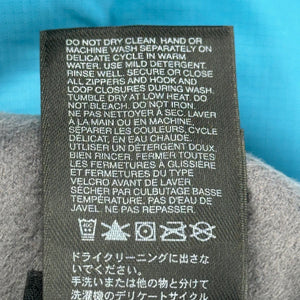 DO NOT DRY CLEAN. HAND OR
MACHINE WASH SEPARATELY ON
DELICATE CYCLE IN WARM
WATER. USE MILD DETERGENT.
RINSE WELL. SECURE OR CLOSE
ALL ZIPPERS AND HOOK AND
LOOP CLOSURES DURING WASH.
TUMBLE DRY AT LOW HEAT. DO
NOT BLEACH. DO NOT IRON.
NE PAS NETTOYER À SEC. LAVER
À LA MAIN OU EN MACHINE,
SÉPARER LES COULEURS, CYCLE
DÉLICAT, EN EAU CHAUDE.
UTILISER UN DÉTERGENT DOUX.
BIEN RINCER. FERMER TOUTES
LES FERMETURES À GLISSIÈRE
ET FERMETURES DU TYPE
VELCRO AVANT DE LAVER.
SÉCHER PAR CULBUTAGE BASSE
TEMPÉRATURE, PAS D'EAU DE
JAVEL. NE PAS REPASSER.
ドライクリーニングに出さな
いでください。
手洗いまたは他の物と分けて
洗濯機のデリケートサイクル